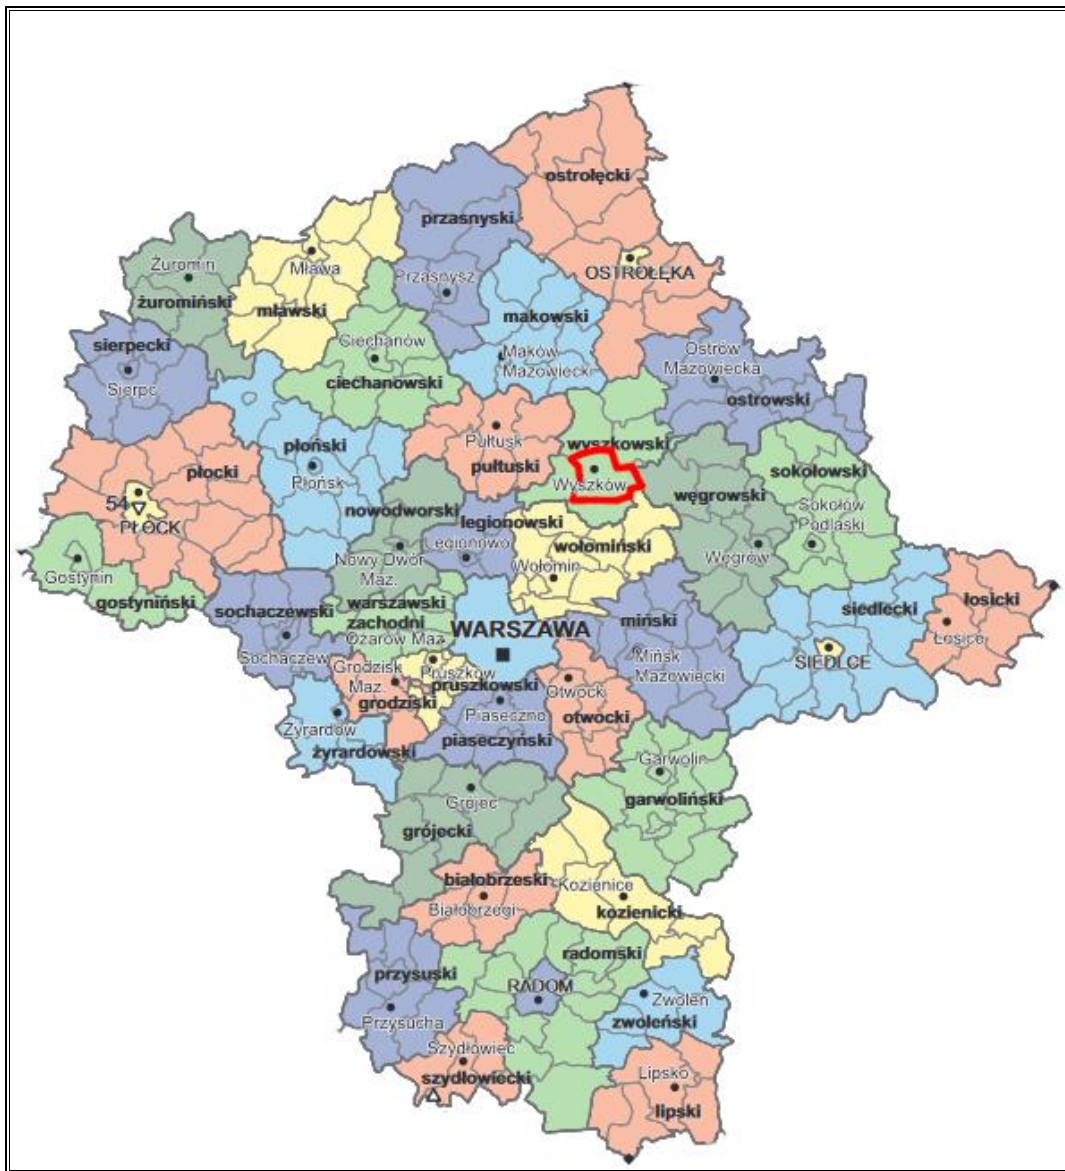 ostrołęcki
przasnyski
Żuromin
Mława
OSTROŁĘKA
Przasnysz
żuromiński
mławski
makowski
sierpecki
Ciechanów
Maków
Mazowiecki
Ostrów
Mazowiecka
Sierpc
ciechanowski
ostrowski
płoński
Pułtusk
wyszkowski
płocki
pułtuski
sokołowski
Płońsk
Wyszków
węgrowski
54
nowodworski
Sokołów
Podlaski
PŁOCK
legionowski
Legionowo
wołomiński
Węgrów
Gostynin
Nowy Dwór
Maz.
Wołomin
gostyniński
sochaczewski
warszawski
zachodni
siedlecki
łosicki
Ożarów Maz.
WARSZAWA
miński
Łosice
Sochaczew
Grodzisk
Maz.
Pruszków
Mińsk
Mazowiecki
SIEDLCE
pruszkowski
Otwock
grodziski
Piaseczno
otwocki
Żyrardów
żyrardowski
piaseczyński
Garwolin
Grójec
garwoliński
grójecki
białobrzeski
Kozienice
Białobrzegi
kozienicki
radomski
przysuski
RADOM
Zwoleń
Przysucha
zwoleński
Szydłowiec
szydłowiecki
Lipsko
lipski